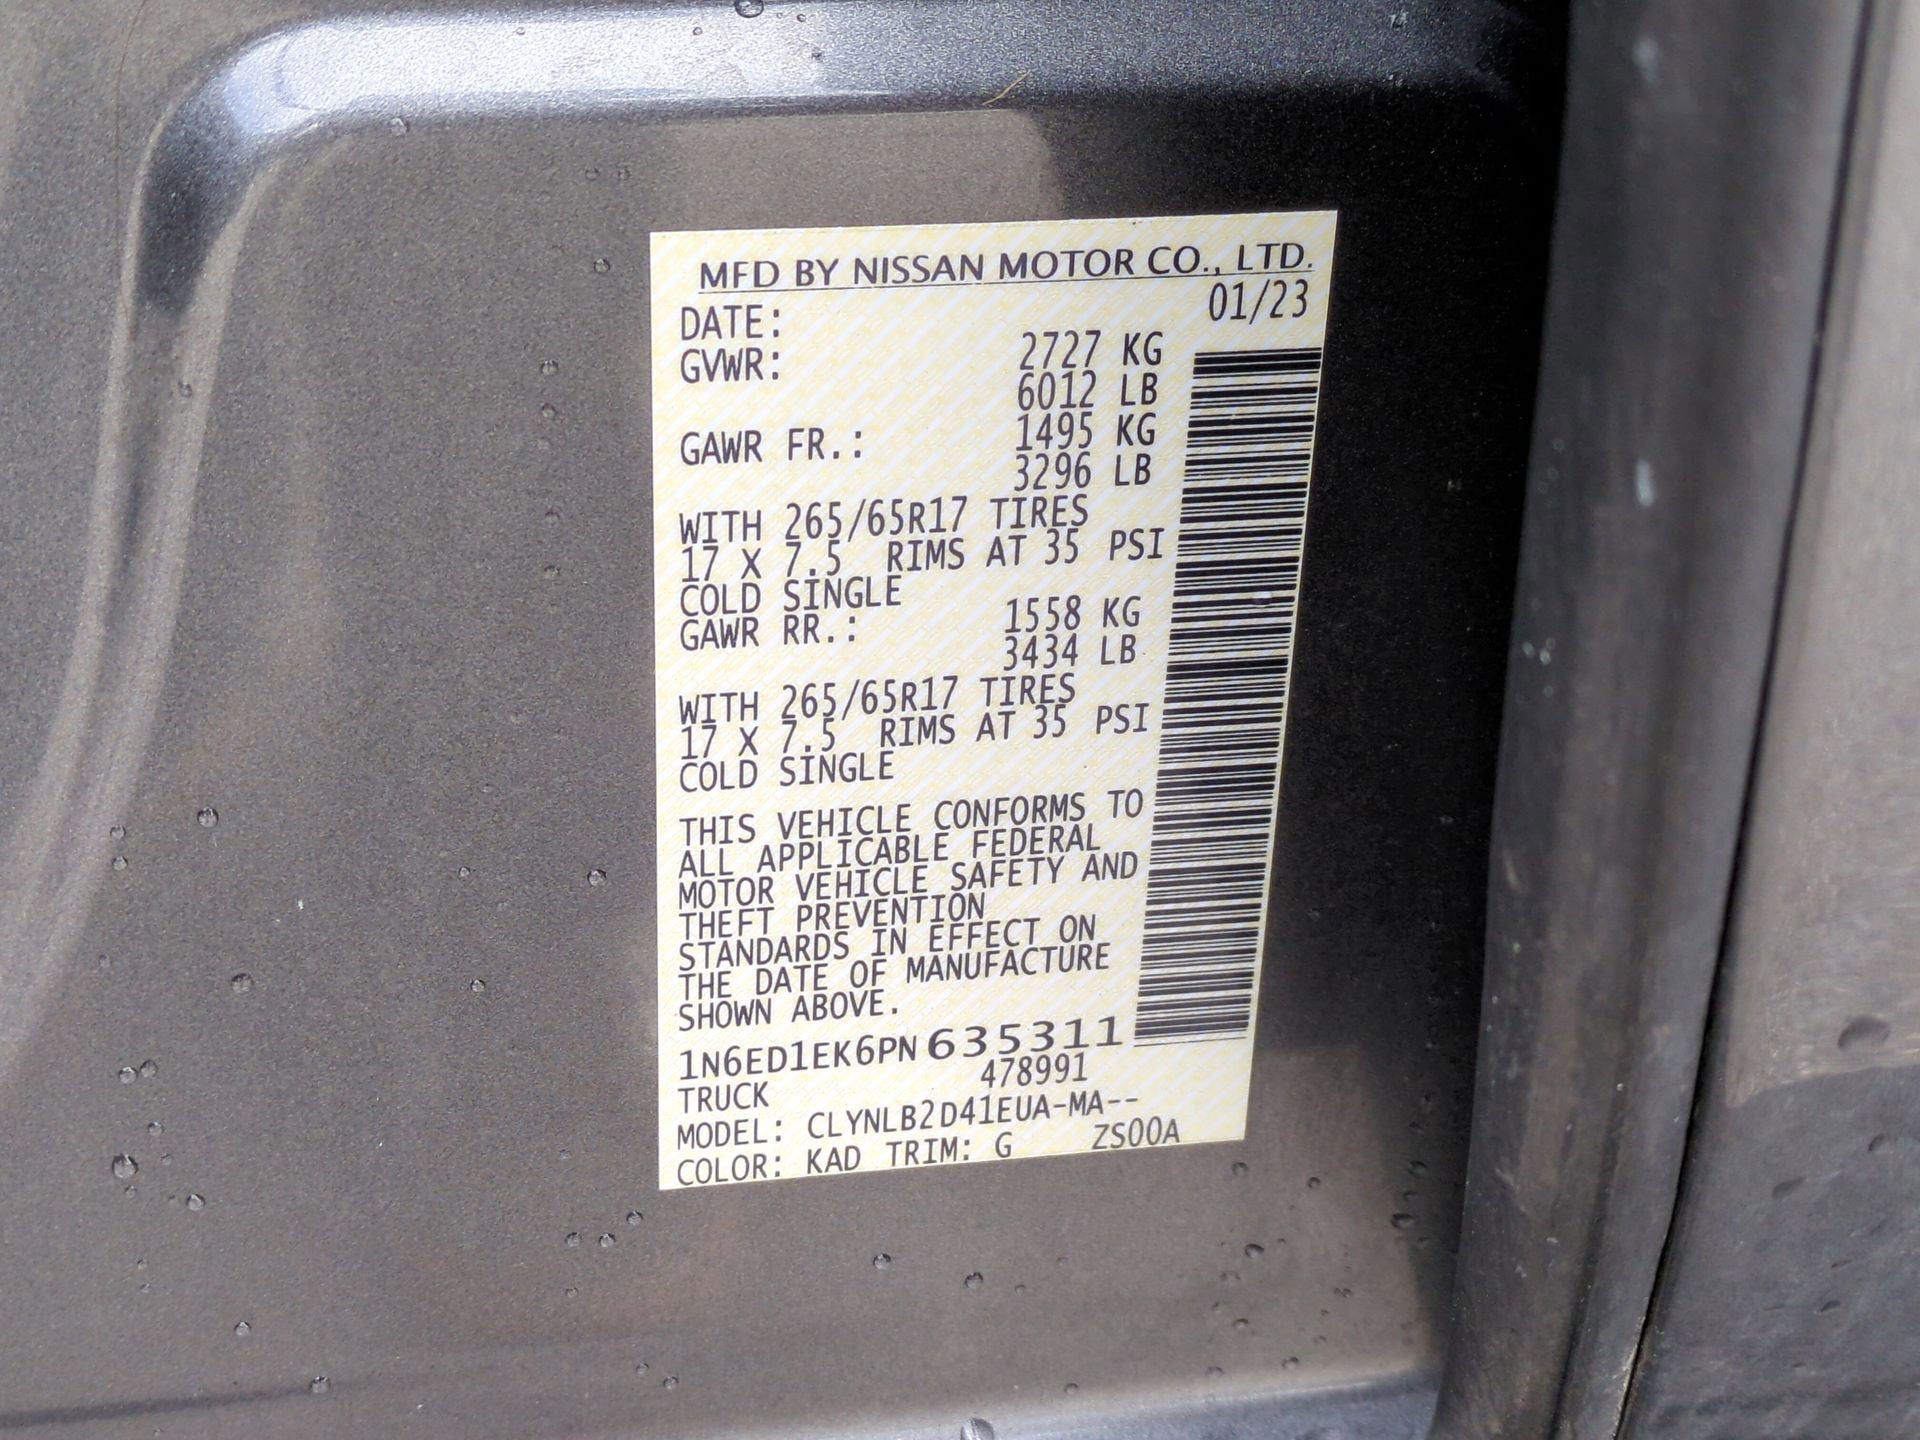 MFD BY NISSAN MOTOR CO., LTD.
DATE: 01/23
GVWR: 2727 KG
6012 LB
GAWR FR.: 1495 KG
3296 LB
WITH 265/65R17 TIRES
17 X 7.5 RIMS AT 35 PSI
COLD SINGLE
GAWR RR.: 1558 KG
3434 LB
WITH 265/65R17 TIRES
17 X 7.5 RIMS AT 35 PSI
COLD SINGLE
THIS VEHICLE CONFORMS TO
ALL APPLICABLE FEDERAL
MOTOR VEHICLE SAFETY AND
THEFT PREVENTION
STANDARDS IN EFFECT ON
THE DATE OF MANUFACTURE
SHOWN ABOVE.
1N6ED1EK6PN635311
TRUCK 478991
MODEL: CLYNLB2D41EUA-MA--
COLOR: KAD TRIM: G ZS00A